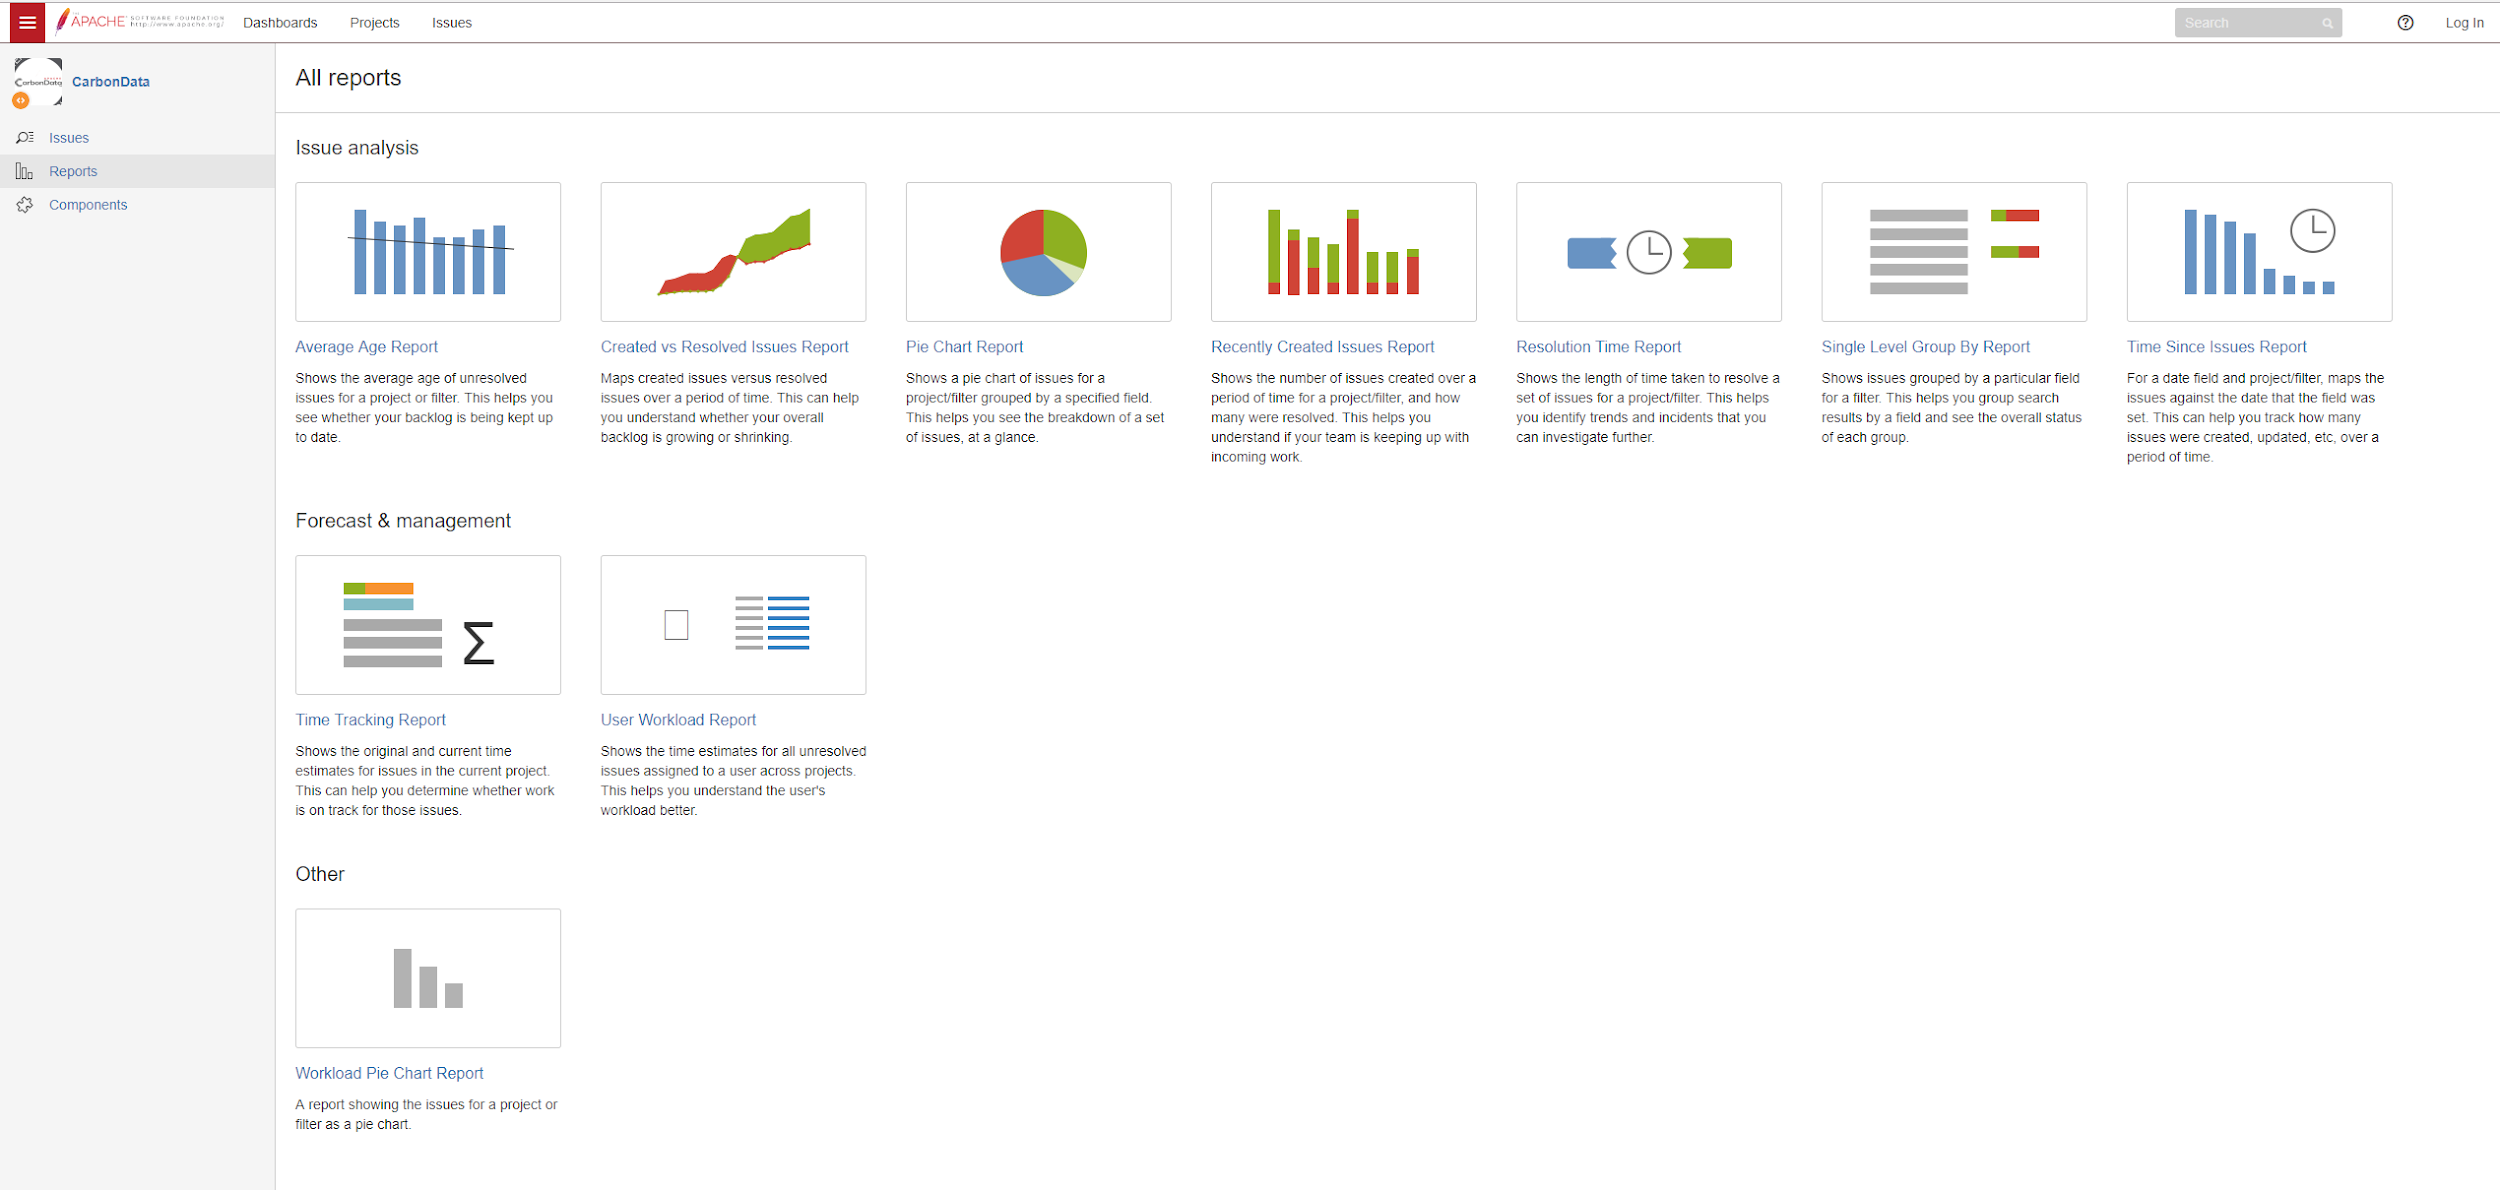 THE
APACHE SOFTWARE FOUNDATION
http://www.apache.org/
Dashboards Projects Issues
Search
Log In
CarbonData
CarbonData
Issues
Reports
Components
All reports
Issue analysis
Average Age Report
Shows the average age of unresolved
issues for a project or filter. This helps you
see whether your backlog is being kept up
to date.
Created vs Resolved Issues Report
Maps created issues versus resolved
issues over a period of time. This can help
you understand whether your overall
backlog is growing or shrinking.
Pie Chart Report
Shows a pie chart of issues for a
project/filter grouped by a specified field.
This helps you see the breakdown of a set
of issues, at a glance.
Recently Created Issues Report
Shows the number of issues created over a
period of time for a project/filter, and how
many were resolved. This helps you
understand if your team is keeping up with
incoming work.
Resolution Time Report
Shows the length of time taken to resolve a
set of issues for a project/filter. This helps
you identify trends and incidents that you
can investigate further.
Single Level Group By Report
Shows issues grouped by a particular field
for a filter. This helps you group search
results by a field and see the overall status
of each group.
Time Since Issues Report
For a date field and project/filter, maps the
issues against the date that the field was
set. This can help you track how many
issues were created, updated, etc, over a
period of time.
Forecast & management
Σ
Time Tracking Report
Shows the original and current time
estimates for issues in the current project.
This can help you determine whether work
is on track for those issues.
User Workload Report
Shows the time estimates for all unresolved
issues assigned to a user across projects.
This helps you understand the user's
workload better.
Other
Workload Pie Chart Report
A report showing the issues for a project or
filter as a pie chart.